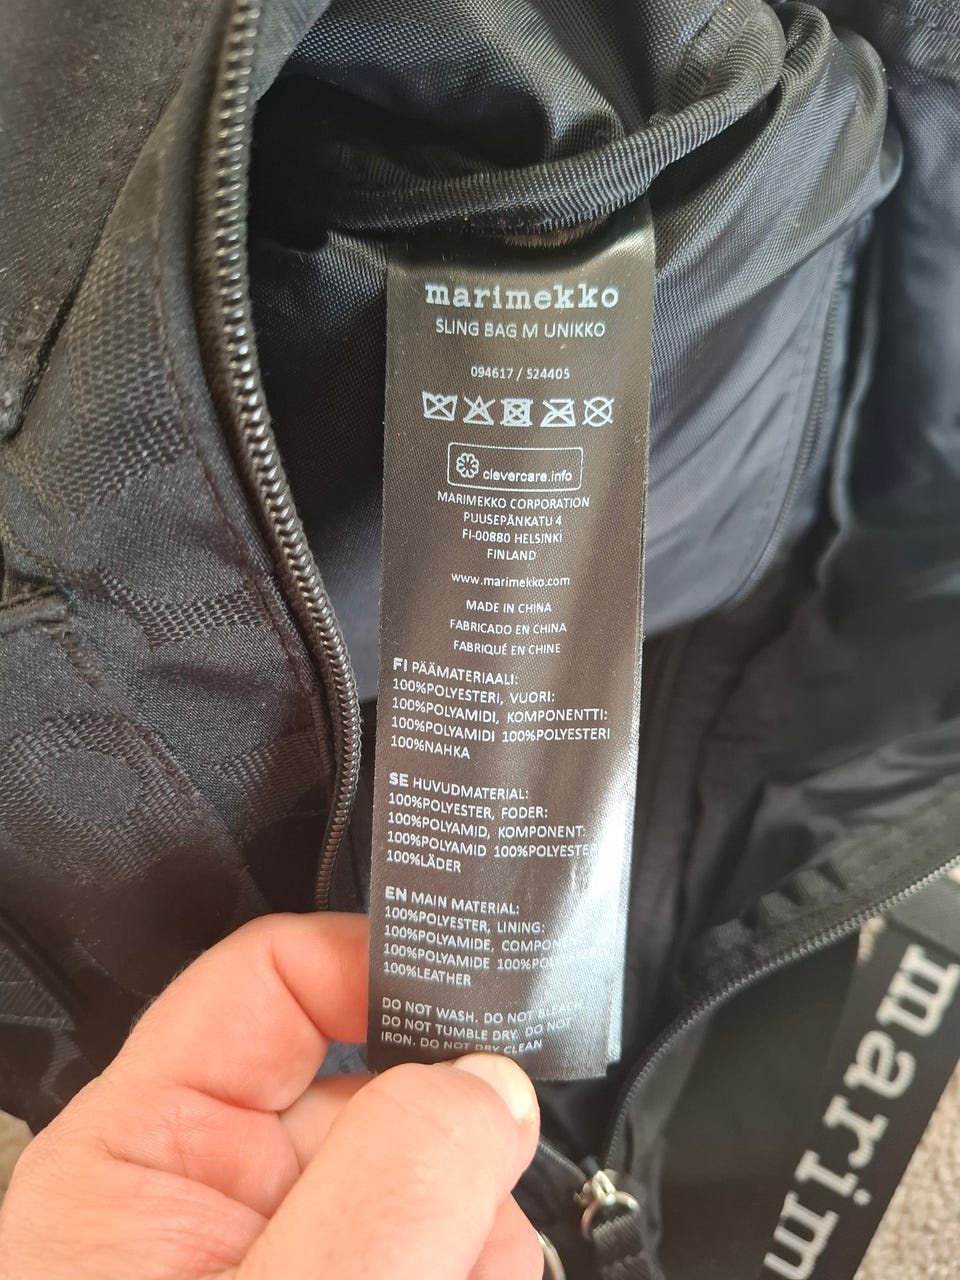 marimekko
SLING BAG M UNIKKO
094617 / 524405
clevercare.info
MARIMEKKO CORPORATION
PUUSEPÄNKATU 4
FI-00880 HELSINKI
FINLAND
www.marimekko.com
MADE IN CHINA
FABRICADO EN CHINA
FABRIQUÉ EN CHINE
FI PÄÄMATERIAALI:
100%POLYESTERI, VUORI:
100%POLYAMIDI, KOMPONENTTI:
100%POLYAMIDI 100%POLYESTERI
100%NAHKA
SE HUVUDMATERIAL:
100%POLYESTER, FODER:
100%POLYAMID, KOMPONENT:
100%POLYAMID 100%POLYESTER
100%LÄDER
EN MAIN MATERIAL:
100%POLYESTER, LINING:
100%POLYAMIDE,
100%POLYAMIDE
100%LEATHER
DO NOT WASH. DO NOT BLEACH.
DO NOT TUMBLE DRY. DO NOT
IRON. DO NOT DRY CLEAN
marim